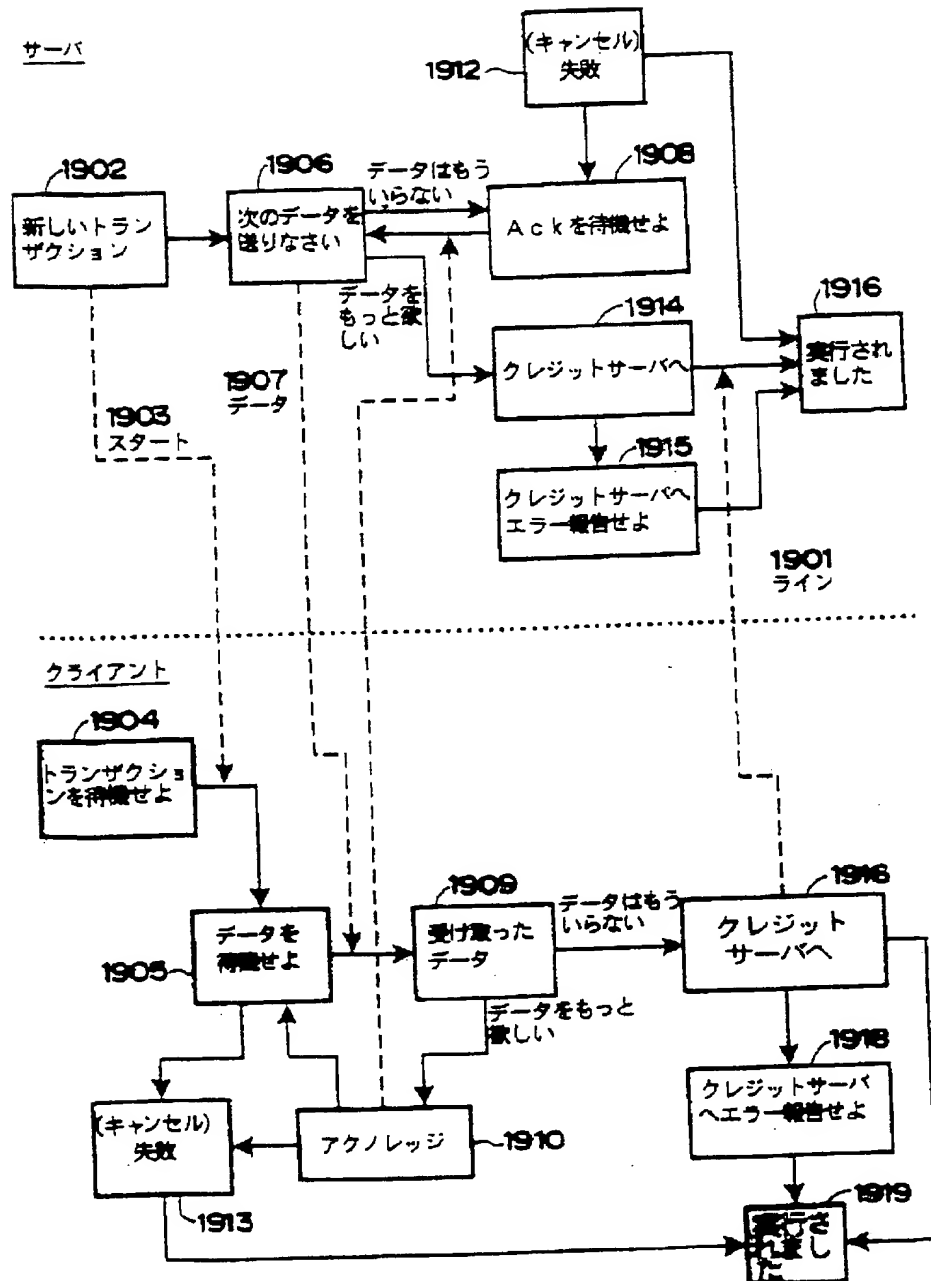 サーバ
1912
(キャンセル)
失敗
1902
新しいトラン
ザクション
1906
次のデータを
送りなさい
データはもう
いらない
1908
Ackを待機せよ
データを
もっと欲
しい
1914
クレジットサーバへ
1916
実行され
ました
1907
データ
1903
スタート
1915
クレジットサーバへ
エラー報告せよ
1901
ライン
クライアント
1904
トランザクショ
ンを待機せよ
1905
データを
待機せよ
1909
受け取った
データ
データはもう
いらない
1916
クレジット
サーバへ
データをもっと
欲しい
1918
クレジットサーバ
へエラー報告せよ
(キャンセル)
失敗
1913
アクノレッジ
1910
1919
実行さ
れまし
た